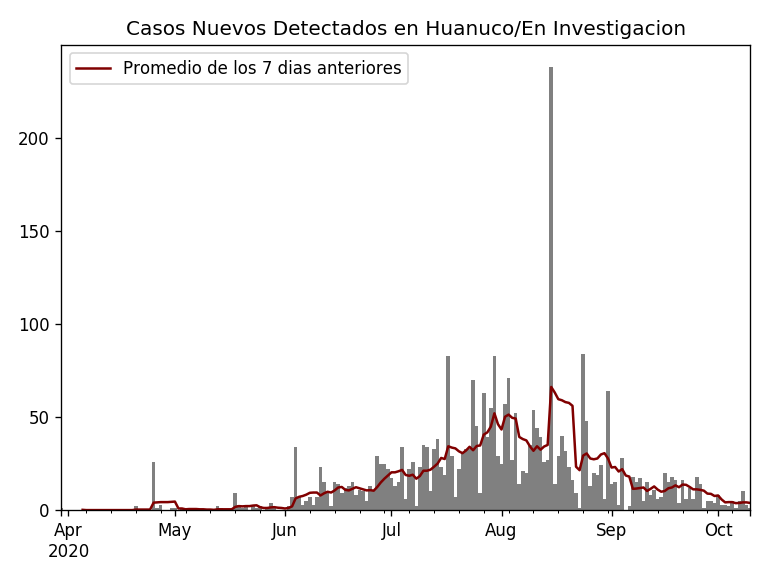 Casos Nuevos Detectados en Huanuco/En Investigacion
Promedio de los 7 dias anteriores
200
150
100
50
0
Apr May Jun Jul Aug Sep Oct
2020